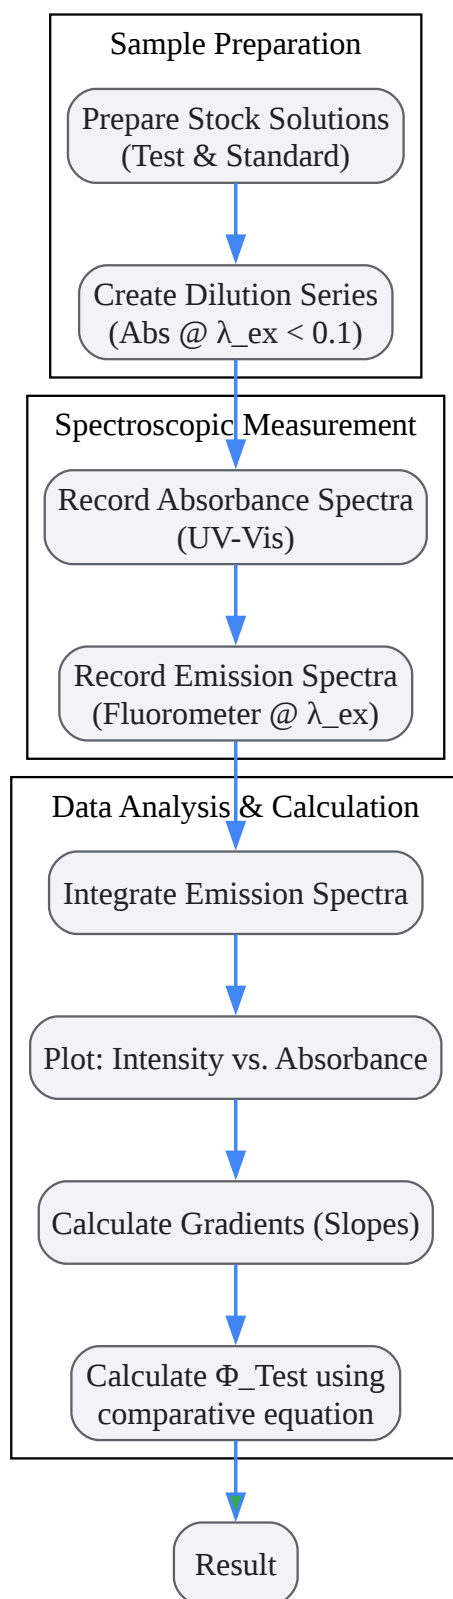 Sample Preparation
Prepare Stock Solutions
(Test & Standard)
Create Dilution Series
(Abs @ λ_ex < 0.1)
Spectroscopic Measurement
Record Absorbance Spectra
(UV-Vis)
Record Emission Spectra
(Fluorometer @ λ_ex)
Data Analysis & Calculation
Integrate Emission Spectra
Plot: Intensity vs. Absorbance
Calculate Gradients (Slopes)
Calculate Φ_Test using
comparative equation
Result